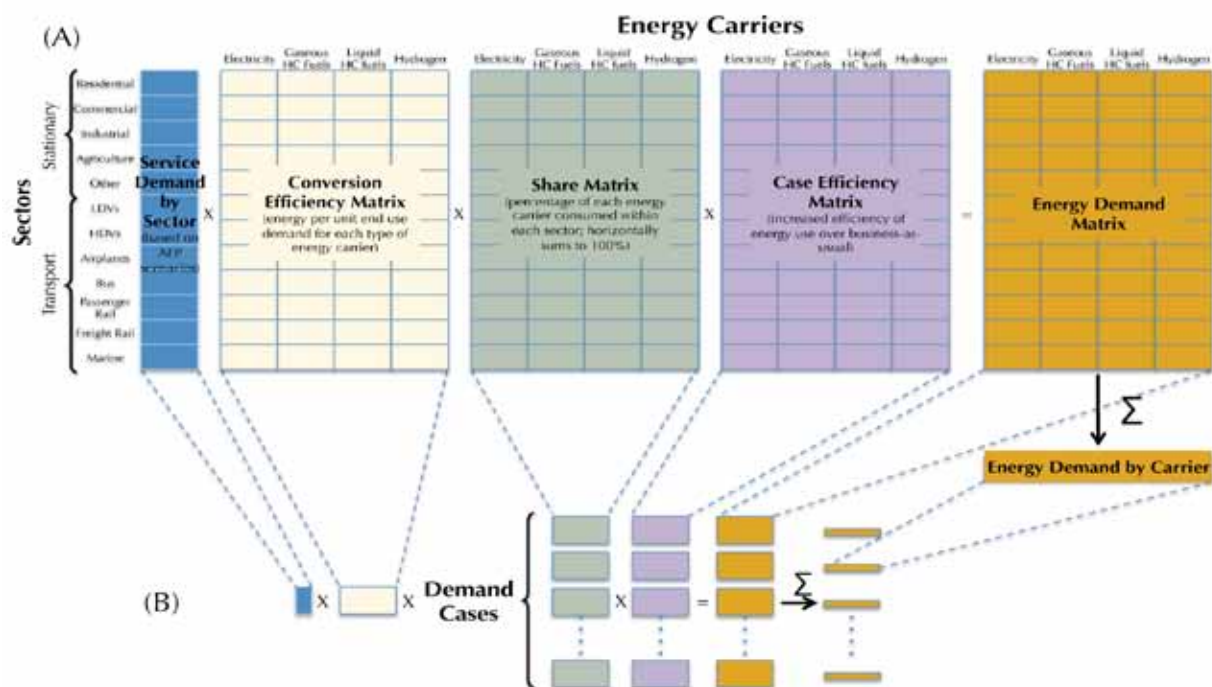 (A)
Energy Carriers
Electricity
Gaseous
HC Fuels
Liquid
HC fuels
Hydrogen
Electricity
Gaseous
HC Fuels
Liquid
HC fuels
Hydrogen
Electricity
Gaseous
HC Fuels
Liquid
HC fuels
Hydrogen
Electricity
Gaseous
HC Fuels
Liquid
HC fuels
Hydrogen
Sectors
Stationary
Transport
Residential
Commercial
Industrial
Agriculture
Other
LDVs
HDVs
Airplanes
Bus
Passenger
Rail
Freight Rail
Marine
Service
Demand
by
Sector
(based on
scenarios)
X
Conversion
Efficiency Matrix
(energy per unit end use
demand for each type of
energy carrier)
X
Share Matrix
(percentage of each energy
carrier consumed within
each sector; horizontally
sums to 100%)
X
Case Efficiency
Matrix
(increased efficiency of
energy use over business-as-
usual)
=
Energy Demand
Matrix
Σ
Energy Demand by Carrier
(B)
X
X
Demand
Cases
X
=
Σ